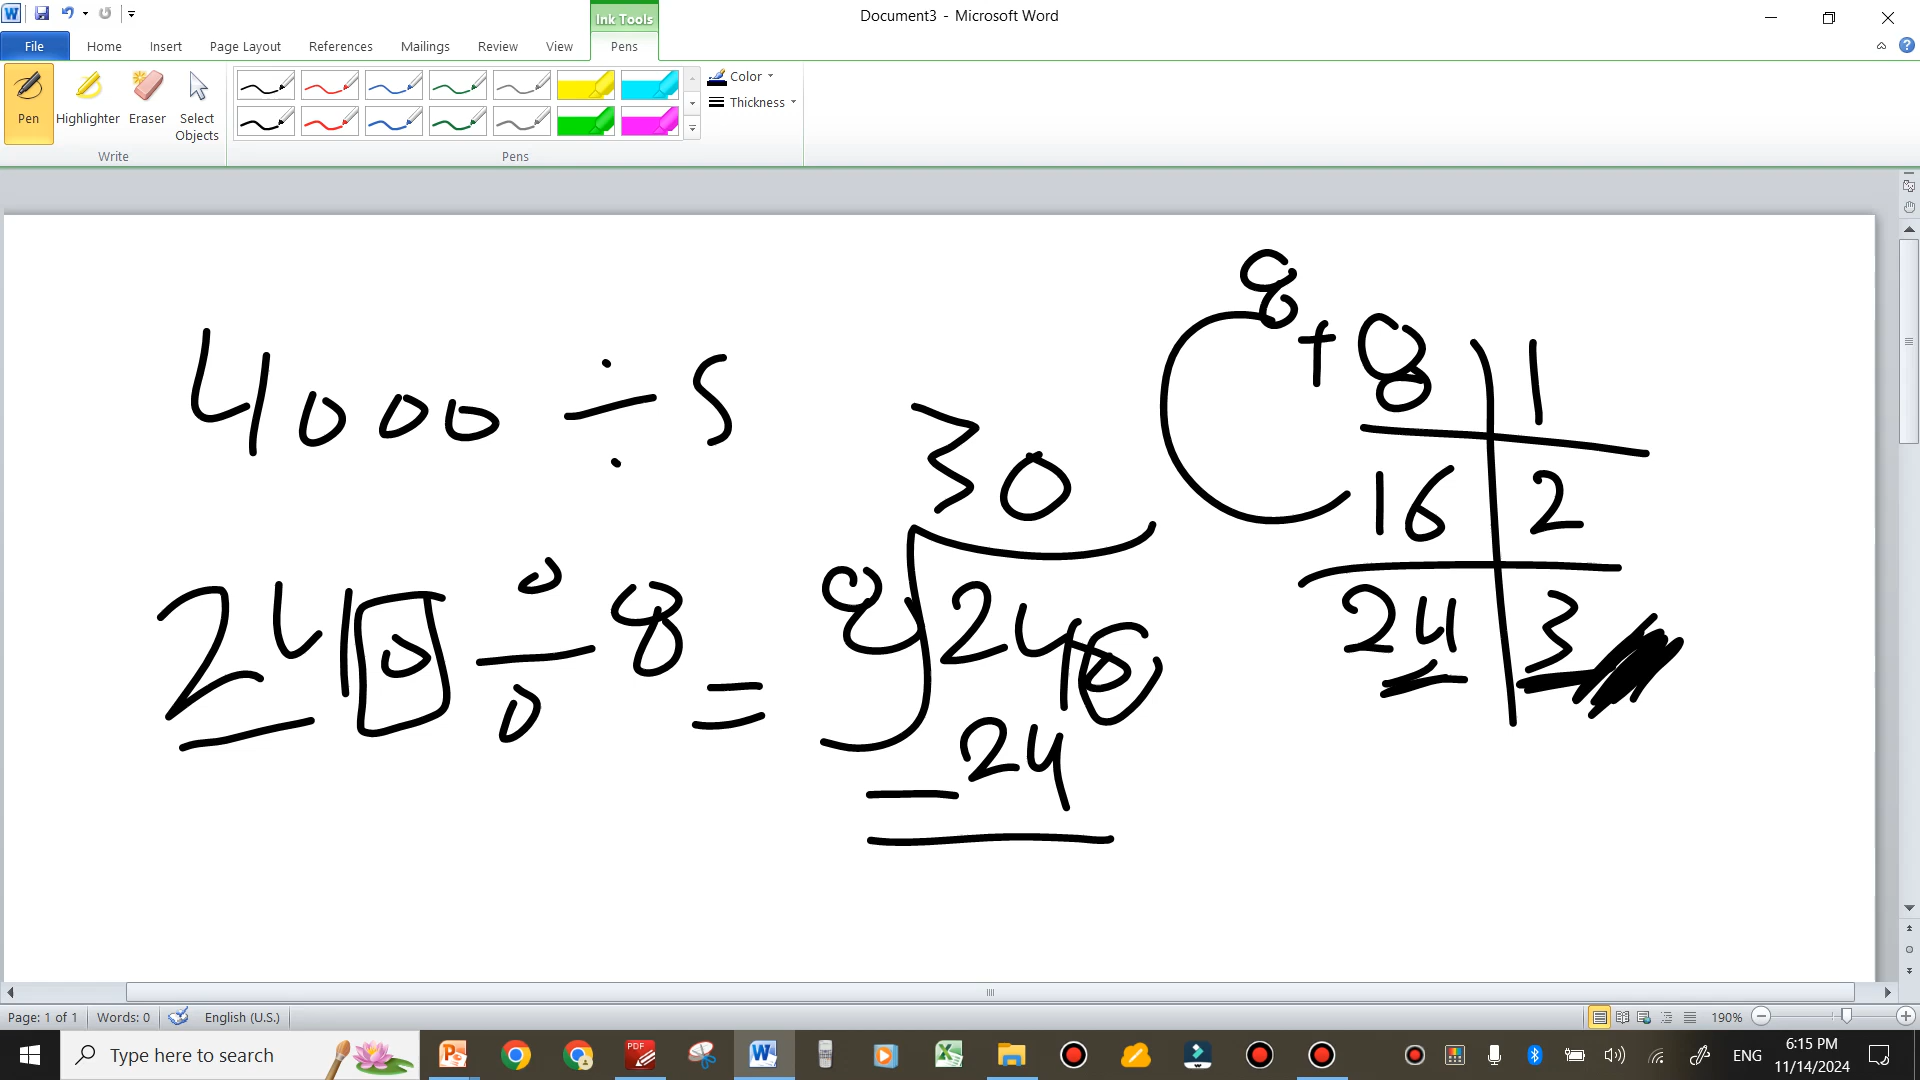 Document3 - Microsoft Word
Ink Tools
File Home Insert Page Layout References Mailings Review View Pens
Pen Highlighter Eraser Select Objects
Color
Thickness
Write Pens
4000 ÷ 5
8
+ 8 1
30
16 2
240 ÷ 8 = 8 240
24 3
- 24
Page: 1 of 1 Words: 0 English (U.S.) 190%
Type here to search
PDF
ENG
6:15 PM
11/14/2024